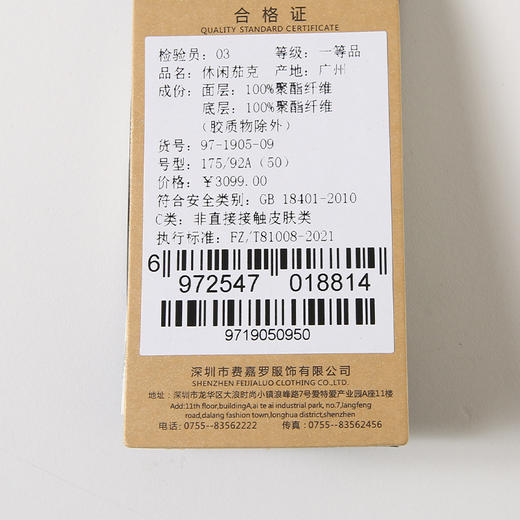 合格证
QUALITY STANDARD CERTIFICATE
检验员：03 等级：一等品
品名：休闲茄克 产地：广州
成份：面层：100%聚酯纤维
底层：100%聚酯纤维
（胶质物除外）
货号：97-1905-09
号型：175/92A（50）
价格：￥3099.00
符合安全类别：GB 18401-2010
C类：非直接接触皮肤类
执行标准：FZ/T81008-2021
6 972547 018814
9719050950
深圳市费嘉罗服饰有限公司
SHENZHEN FEIJIALUO CLOTHING CO.,LTD.
地址：深圳市龙华区大浪时尚小镇浪峰路7号爱特爱产业园A座11楼
Add:11th floor,buildingA,ai te ai industrial park, no.7,langfeng
road,dalang fashion town,longhua district,shenzhen
电话：0755--83562222 传真：0755--83562456